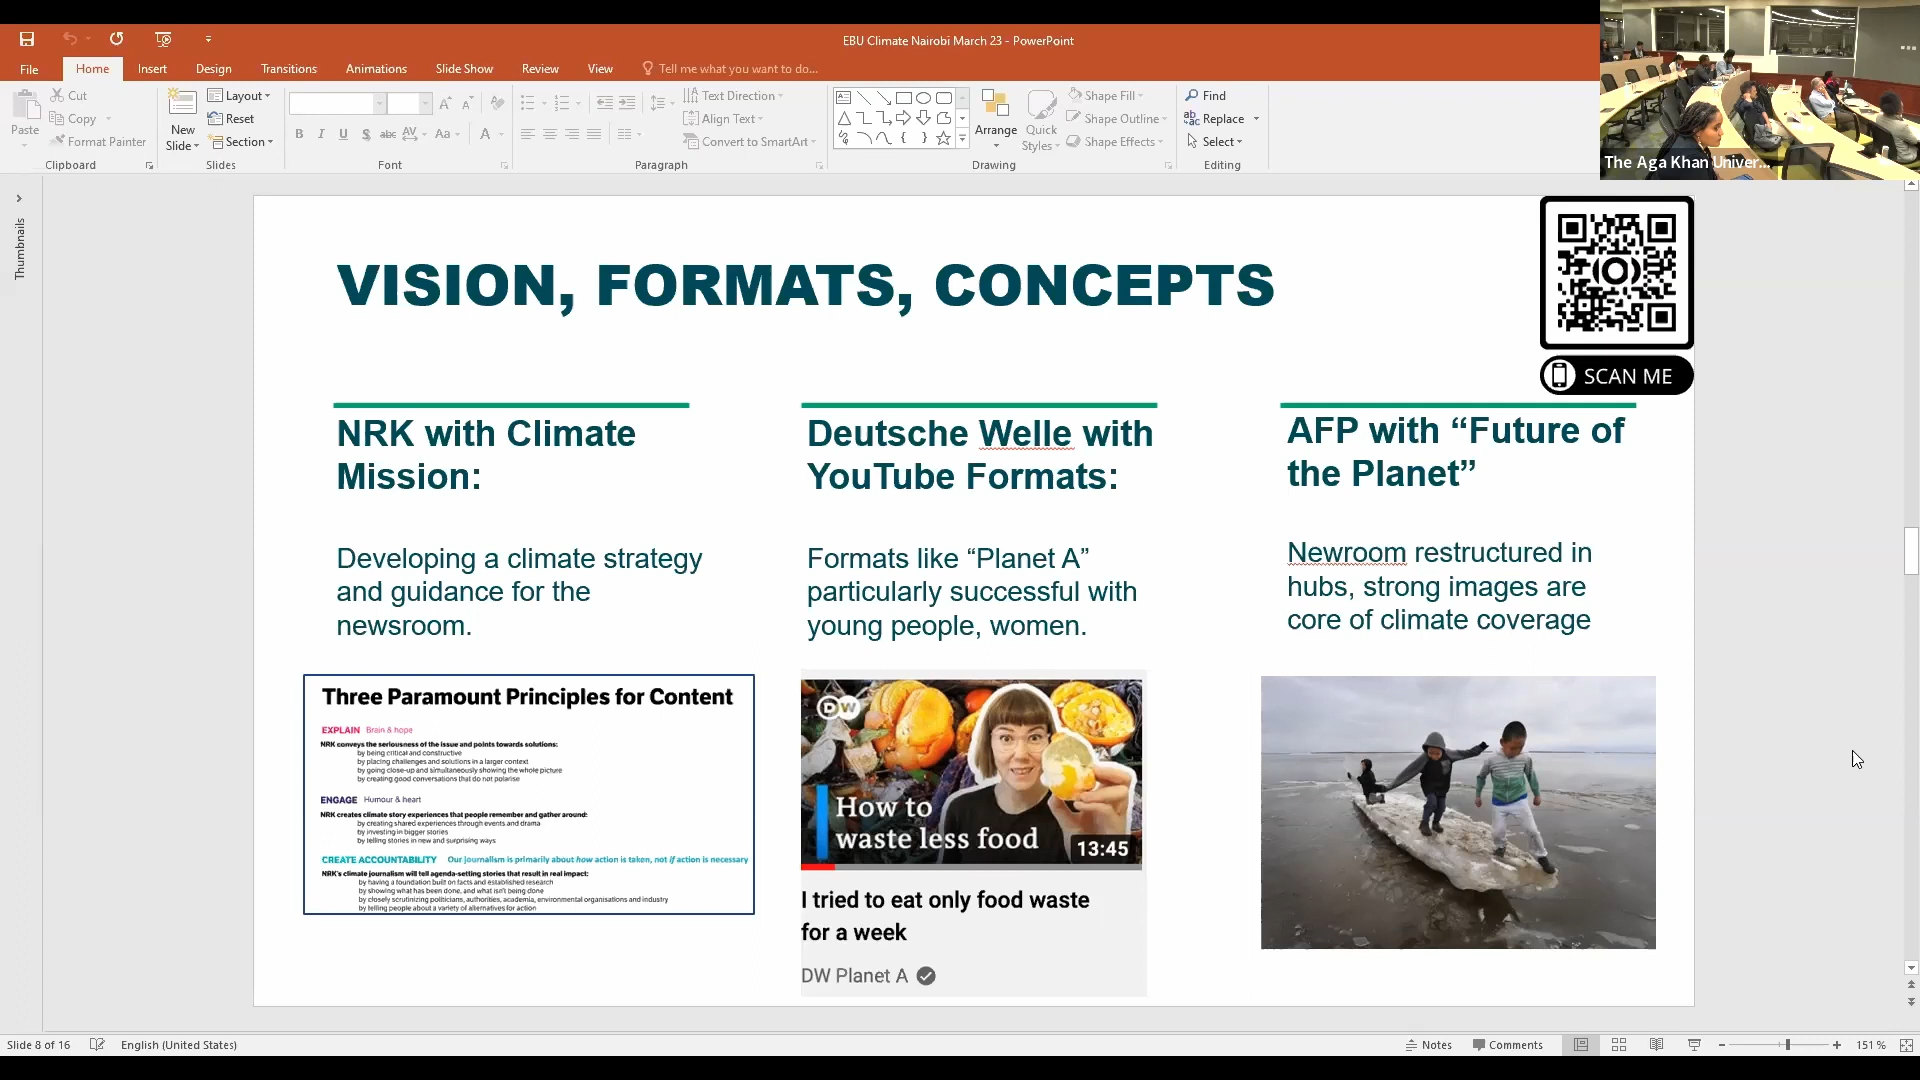 EBU Climate Nairobi March 23 - PowerPoint
File Home Insert Design Transitions Animations Slide Show Review View Tell me what you want to do...
Cut
Copy
Format Painter
Paste
Clipboard
New Slide
Layout
Reset
Section
Slides
B I U S abc AV Aa A
Font
Text Direction
Align Text
Convert to SmartArt
Paragraph
Arrange
Quick Styles
Shape Fill
Shape Outline
Shape Effects
Drawing
Find
Replace
Select
Editing
The Aga Khan Univer...
Thumbnails
VISION, FORMATS, CONCEPTS
SCAN ME
NRK with Climate
Mission:
Developing a climate strategy
and guidance for the
newsroom.
Three Paramount Principles for Content
EXPLAIN Brain & hope
NRK conveys the seriousness of the issue and points towards solutions:
by being critical and constructive
by placing challenges and solutions in a larger context
by going close-up and simultaneously showing the whole picture
by creating good conversations that do not polarise
ENGAGE Humour & heart
NRK creates climate story experiences that people remember and gather around:
by creating shared experiences through events and drama
by investing in bigger stories
by telling stories in new and surprising ways
CREATE ACCOUNTABILITY Our journalism is primarily about how action is taken, not if action is necessary
NRK's climate journalism will tell agenda-setting stories that result in real impact:
by having a foundation built on facts and established research
by showing what has been done, and what isn't being done
by closely scrutinizing politicians, authorities, academia, environmental organisations and industry
by telling people about a variety of alternatives for action
Deutsche Welle with
YouTube Formats:
Formats like “Planet A”
particularly successful with
young people, women.
DW
How to
waste less food
13:45
I tried to eat only food waste
for a week
DW Planet A
AFP with “Future of
the Planet”
Newroom restructured in
hubs, strong images are
core of climate coverage
Slide 8 of 16 English (United States) Notes Comments 151 %